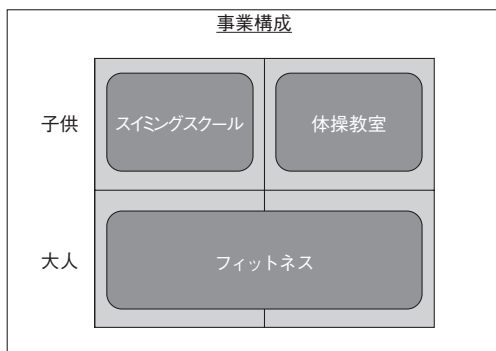 事業構成
子供
スイミングスクール
体操教室
大人
フィットネス